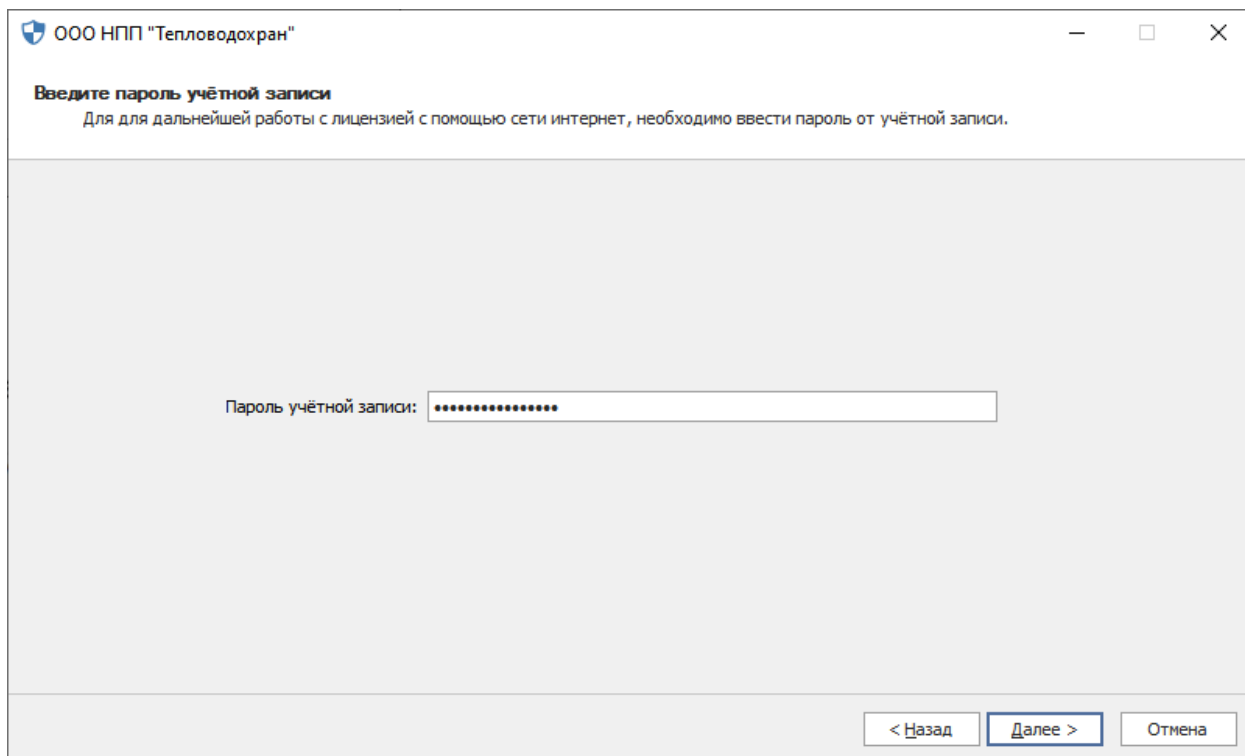 ООО НПП "Тепловодохран"
Введите пароль учётной записи
Для для дальнейшей работы с лицензией с помощью сети интернет, необходимо ввести пароль от учётной записи.
Пароль учётной записи: ••••••••••••••••
< Назад Далее > Отмена